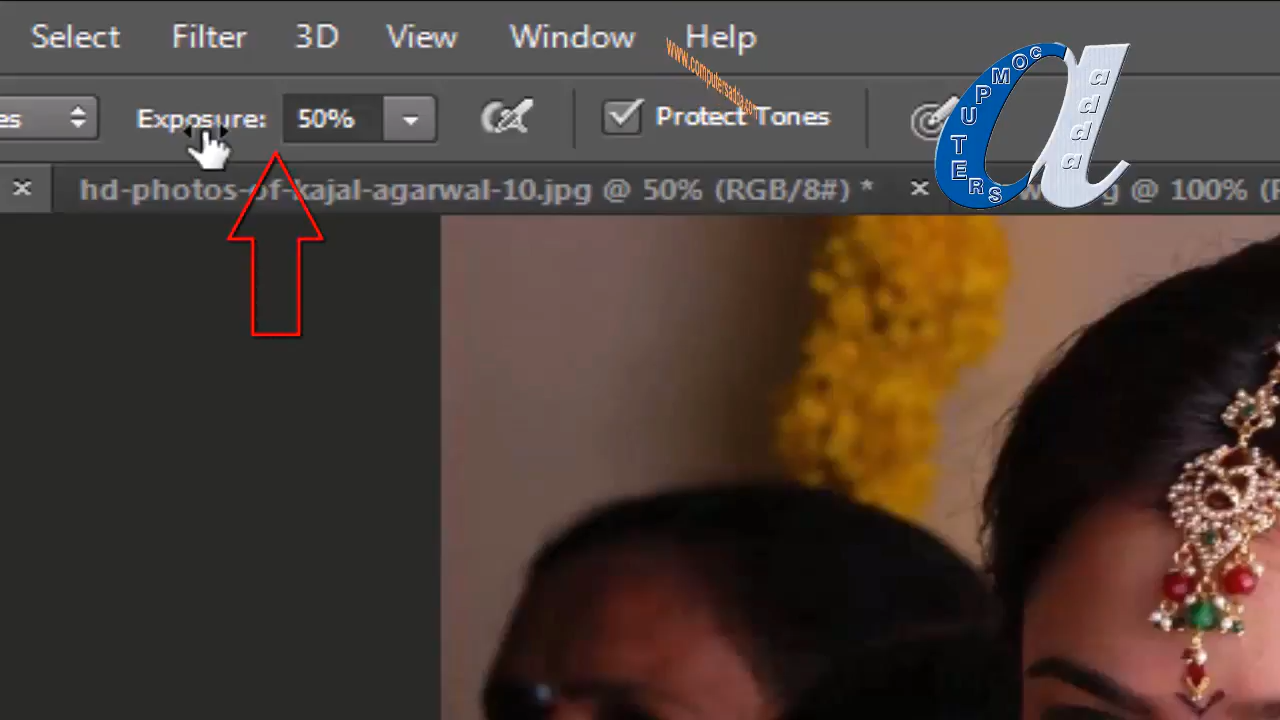 Select Filter 3D View Window Help
www.computersadda.com
es Exposure: 50% Protect Tones
COMPUTERS adda
× hd-photos-of-kajal-agarwal-10.jpg @ 50% (RGB/8#) * × @ 100% (